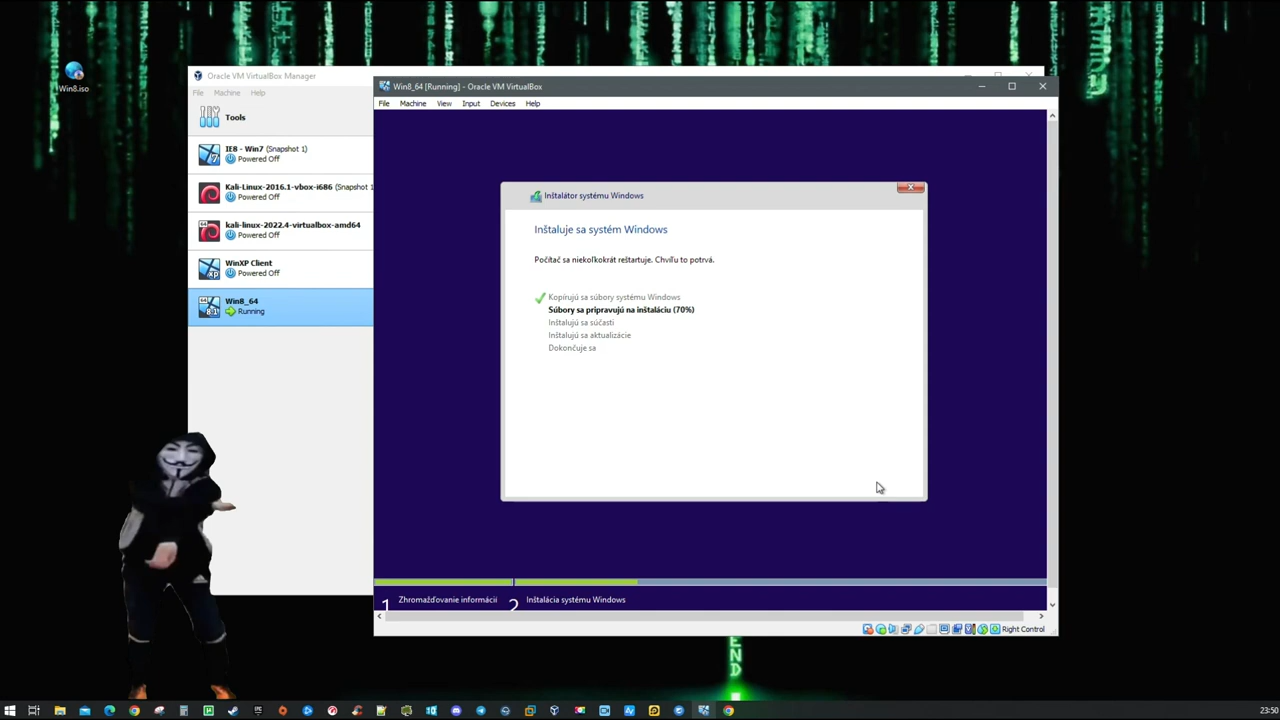 Win8.iso
Oracle VM VirtualBox Manager
File Machine Help
Tools
IE8 - Win7 (Snapshot 1)
Powered Off
Kali-Linux-2016.1-vbox-i686 (Snapshot 1
Powered Off
kali-linux-2022.4-virtualbox-amd64
Powered Off
WinXP Client
Powered Off
Win8_64
Running
Win8_64 [Running] - Oracle VM VirtualBox
File Machine View Input Devices Help
Inštalátor systému Windows
Inštaluje sa systém Windows
Počítač sa niekoľkokrát reštartuje. Chvíľu to potrvá.
Kopírujú sa súbory systému Windows
Súbory sa pripravujú na inštaláciu (70%)
Inštalujú sa súčasti
Inštalujú sa aktualizácie
Dokončuje sa
1 Zhromažďovanie informácií 2 Inštalácia systému Windows
Right Control
END
23:50